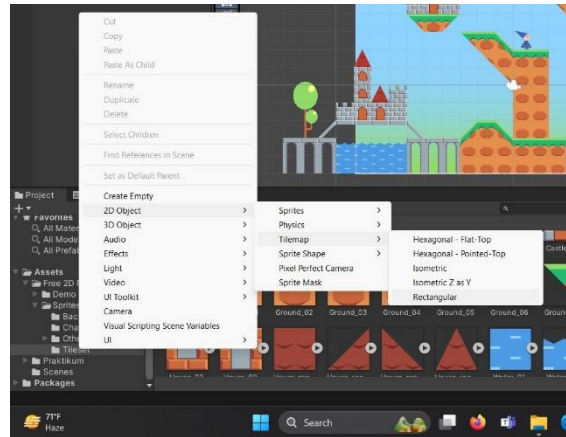 Cut
Copy
Paste
Paste As Child
Rename
Duplicate
Delete
Select Children
Find References in Scene
Set as Default Parent
Create Empty
2D Object
3D Object
Audio
Effects
Light
Video
UI Toolkit
Camera
Visual Scripting Scene Variables
UI
Sprites
Physics
Tilemap
Sprite Shape
Pixel Perfect Camera
Sprite Mask
Hexagonal - Flat-Top
Hexagonal - Pointed-Top
Isometric
Isometric Z as Y
Rectangular
Project
Favorites
All Mater
All Mode
All Prefab
Assets
Free 2D P
Demo
Sprites
Bac
Cha
Othe
Tileset
Praktikum
Scenes
Packages
Castle
Ground_02
Ground_03
Ground_04
Ground_05
Ground_06
Groun
71°F
Haze
Search